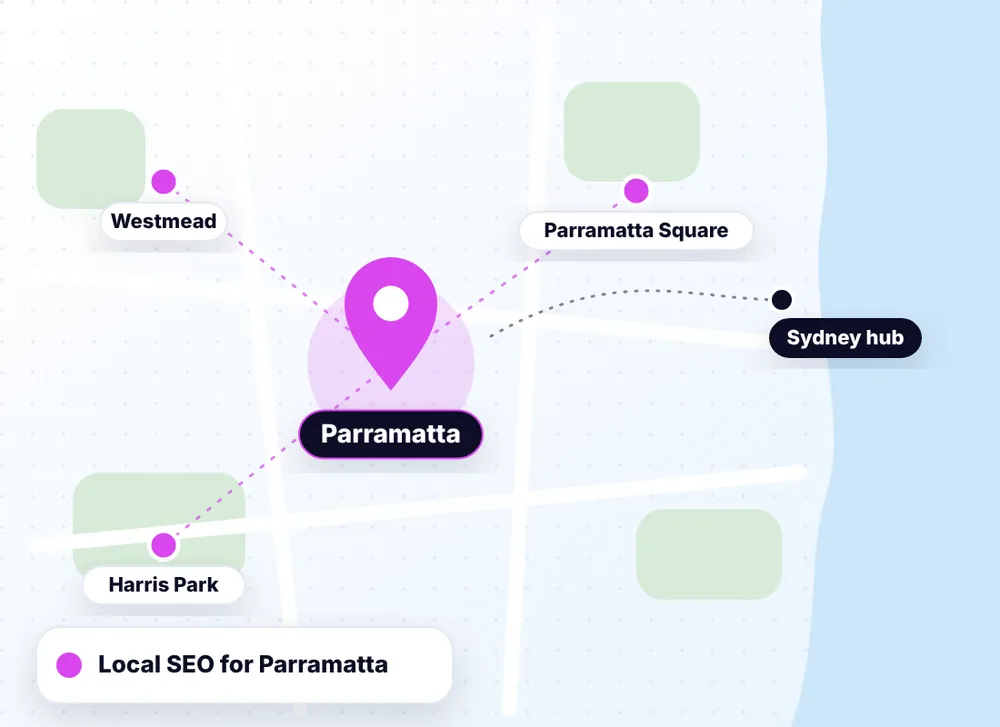 Westmead
Parramatta Square
Sydney hub
Parramatta
Harris Park
Local SEO for Parramatta